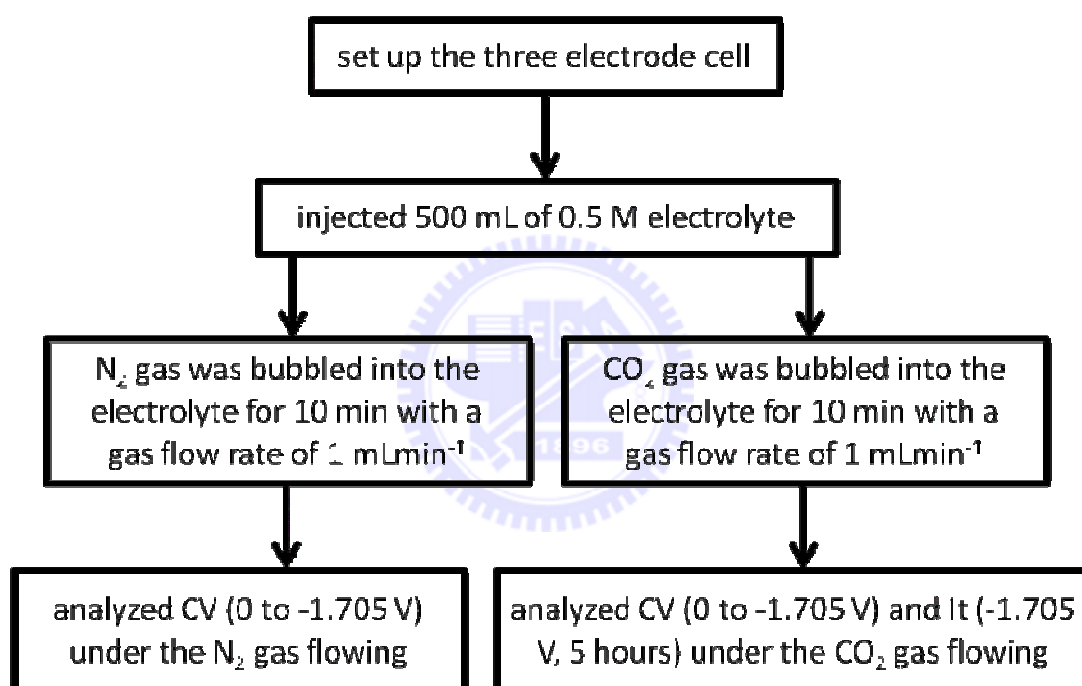 set up the three electrode cell
injected 500 mL of 0.5 M electrolyte
N₂ gas was bubbled into the
electrolyte for 10 min with a
gas flow rate of 1 mLmin⁻¹
CO₂ gas was bubbled into the
electrolyte for 10 min with a
gas flow rate of 1 mLmin⁻¹
analyzed CV (0 to -1.705 V)
under the N₂ gas flowing
analyzed CV (0 to -1.705 V) and It (-1.705
V, 5 hours) under the CO₂ gas flowing
1896